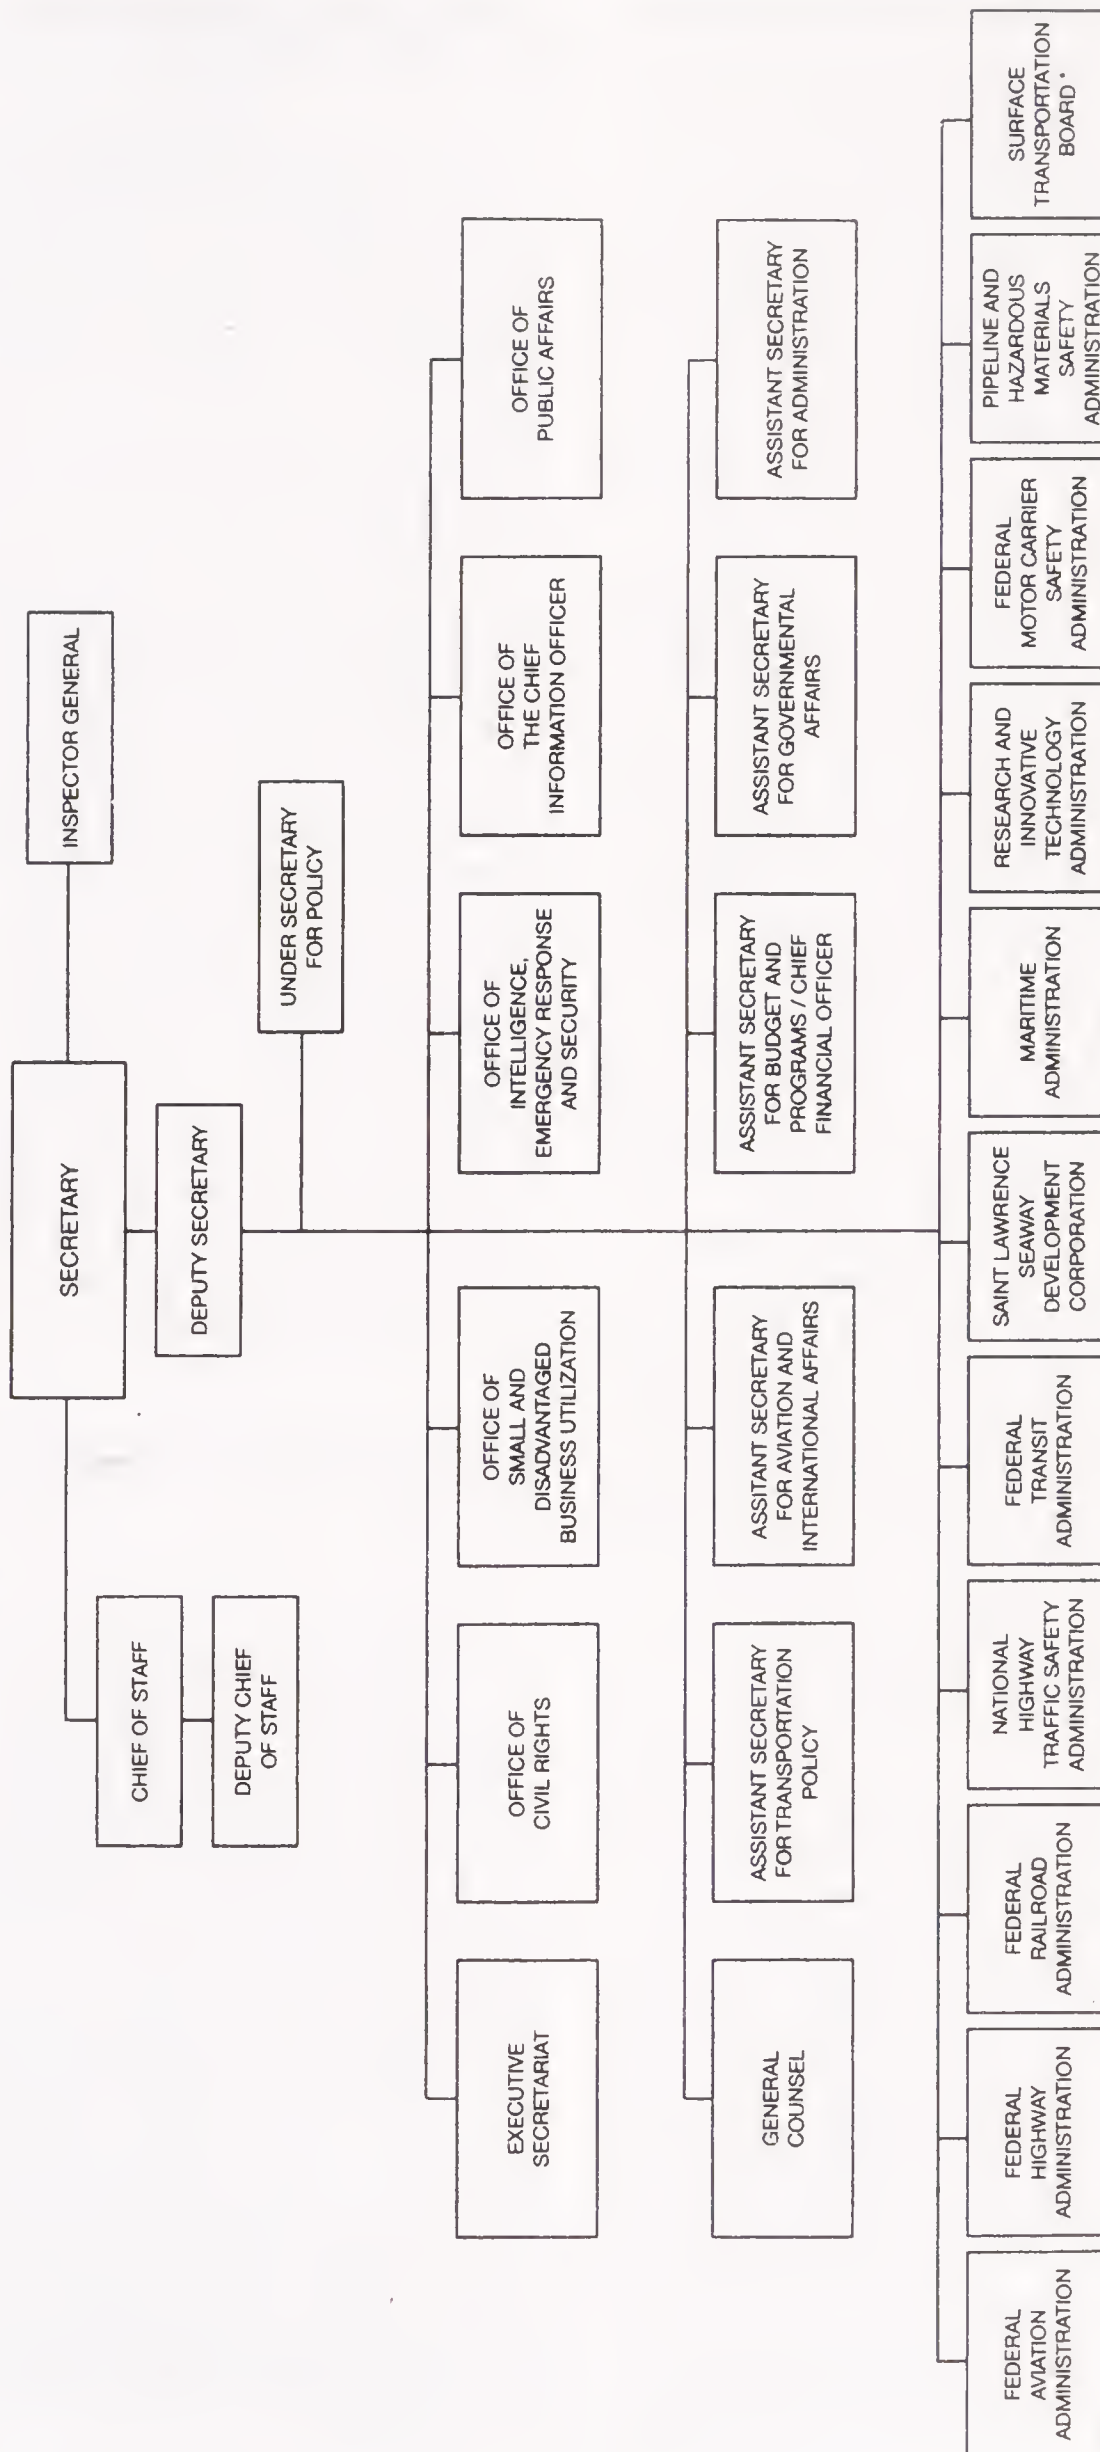 SECRETARY
INSPECTOR GENERAL
CHIEF OF STAFF
DEPUTY SECRETARY
DEPUTY CHIEF
OF STAFF
UNDER SECRETARY
FOR POLICY
EXECUTIVE
SECRETARIAT
OFFICE OF
CIVIL RIGHTS
OFFICE OF
SMALL AND
DISADVANTAGED
BUSINESS UTILIZATION
OFFICE OF
INTELLIGENCE,
EMERGENCY RESPONSE
AND SECURITY
OFFICE OF
THE CHIEF
INFORMATION OFFICER
OFFICE OF
PUBLIC AFFAIRS
GENERAL
COUNSEL
ASSISTANT SECRETARY
FOR TRANSPORTATION
POLICY
ASSITANT SECRETARY
FOR AVIATION AND
INTERNATIONAL AFFAIRS
ASSISTANT SECRETARY
FOR BUDGET AND
PROGRAMS / CHIEF
FINANCIAL OFFICER
ASSISTANT SECRETARY
FOR GOVERNMENTAL
AFFAIRS
ASSISTANT SECRETARY
FOR ADMINISTRATION
FEDERAL
AVIATION
ADMINISTRATION
FEDERAL
HIGHWAY
ADMINISTRATION
FEDERAL
RAILROAD
ADMINISTRATION
NATIONAL
HIGHWAY
TRAFFIC SAFETY
ADMINISTRATION
FEDERAL
TRANSIT
ADMINISTRATION
SAINT LAWRENCE
SEAWAY
DEVELOPMENT
CORPORATION
MARITIME
ADMINISTRATION
RESEARCH AND
INNOVATIVE
TECHNOLOGY
ADMINISTRATION
FEDERAL
MOTOR CARRIER
SAFETY
ADMINISTRATION
PIPELINE AND
HAZARDOUS
MATERIALS
SAFETY
ADMINISTRATION
SURFACE
TRANSPORTATION
BOARD *